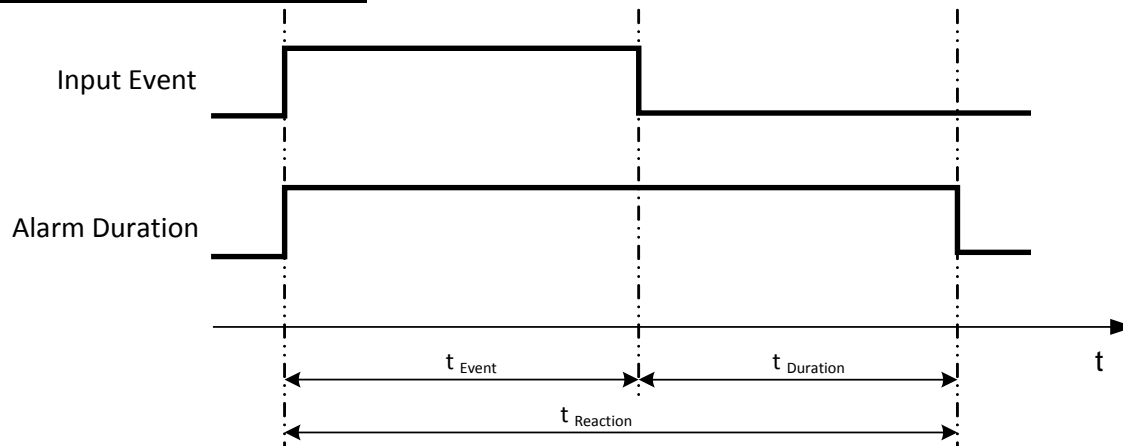 Input Event
Alarm Duration
t
t Event
t Duration
t Reaction